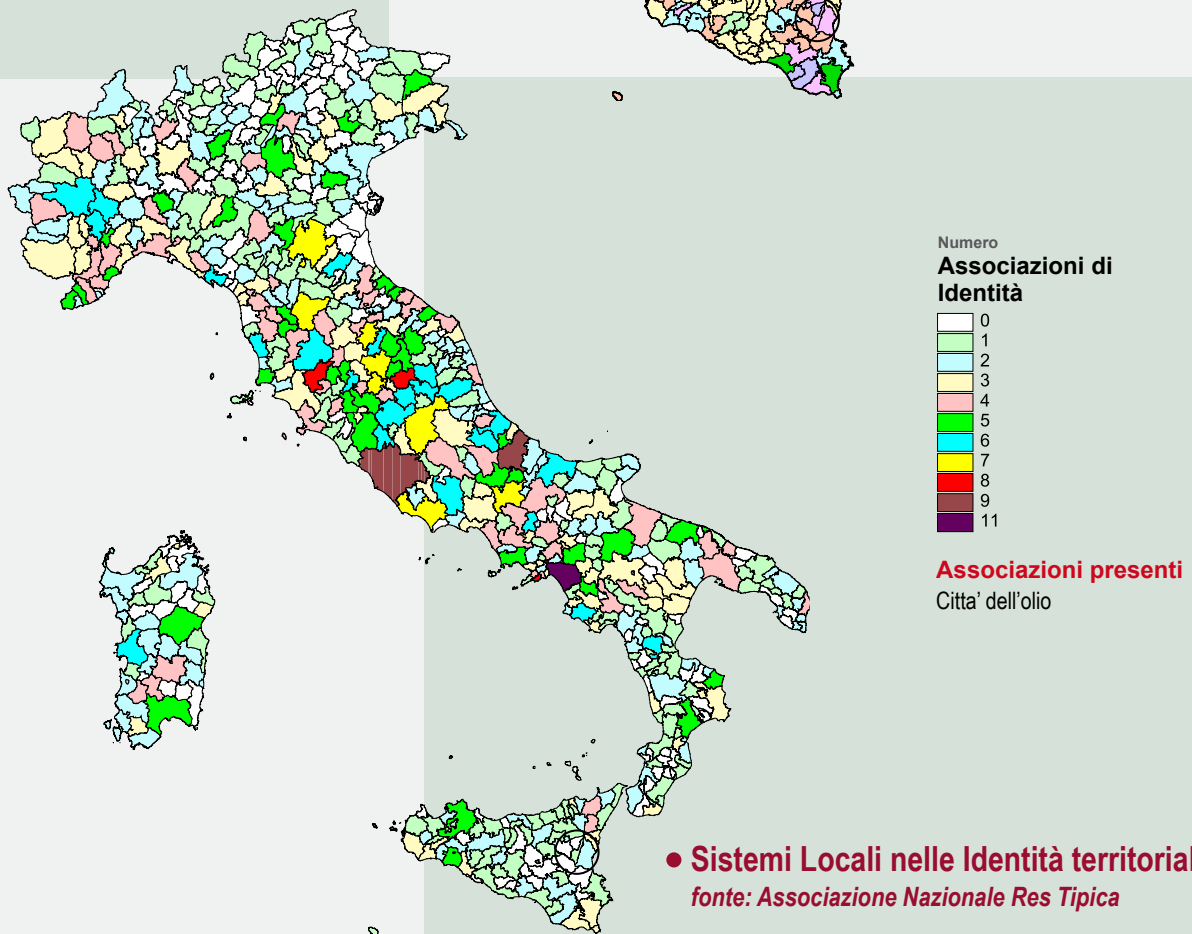 Numero
Associazioni di
Identità
0
1
2
3
4
5
6
7
8
9
11
Associazioni presenti
Citta' dell'olio
• Sistemi Locali nelle Identità territorial
fonte: Associazione Nazionale Res Tipica